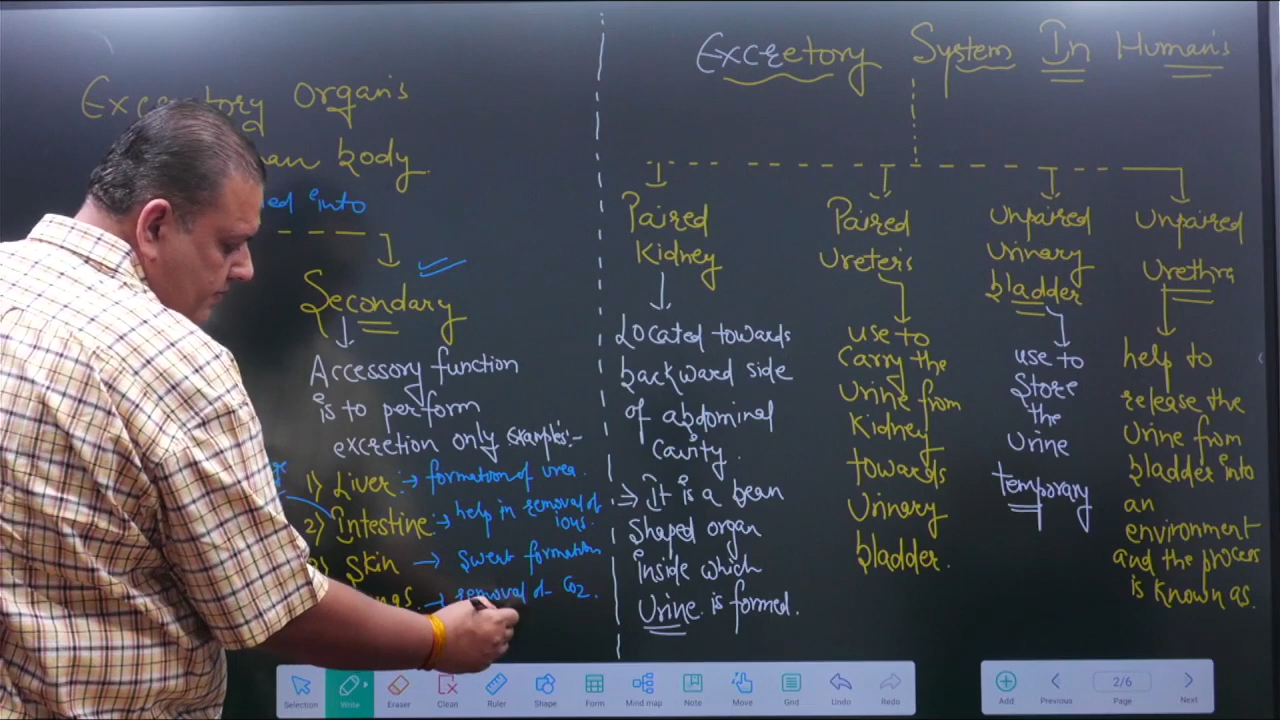 Excretory Organs
an body
ed into
Secondary
Accessory function
is to perform
excretion only Examples:-
1) Liver :→ formation of urea.
2) Intestine :→ help in removal of
ions.
Skin → Sweat formation
ngs → removal of CO2.
Excretory System In Human's
Paired
Kidney
Located towards
backward side
of abdominal
cavity.
⇒ It is a bean
shaped organ
inside which
Urine is formed.
Paired
Ureter's
use to
Carry the
Urine from
Kidney
towards
Urinary
bladder.
Unpaired
Urinary
bladder
use to
Store
the
Urine
temporary
Unpaired
Urethra
help to
release the
Urine from
bladder into
an
environment
and the process
is known as.
Selection
Write
Eraser
Clean
Ruler
Shape
Form
Mind map
Note
Move
Grid
Undo
Redo
Add
Previous
2/6
Page
Next